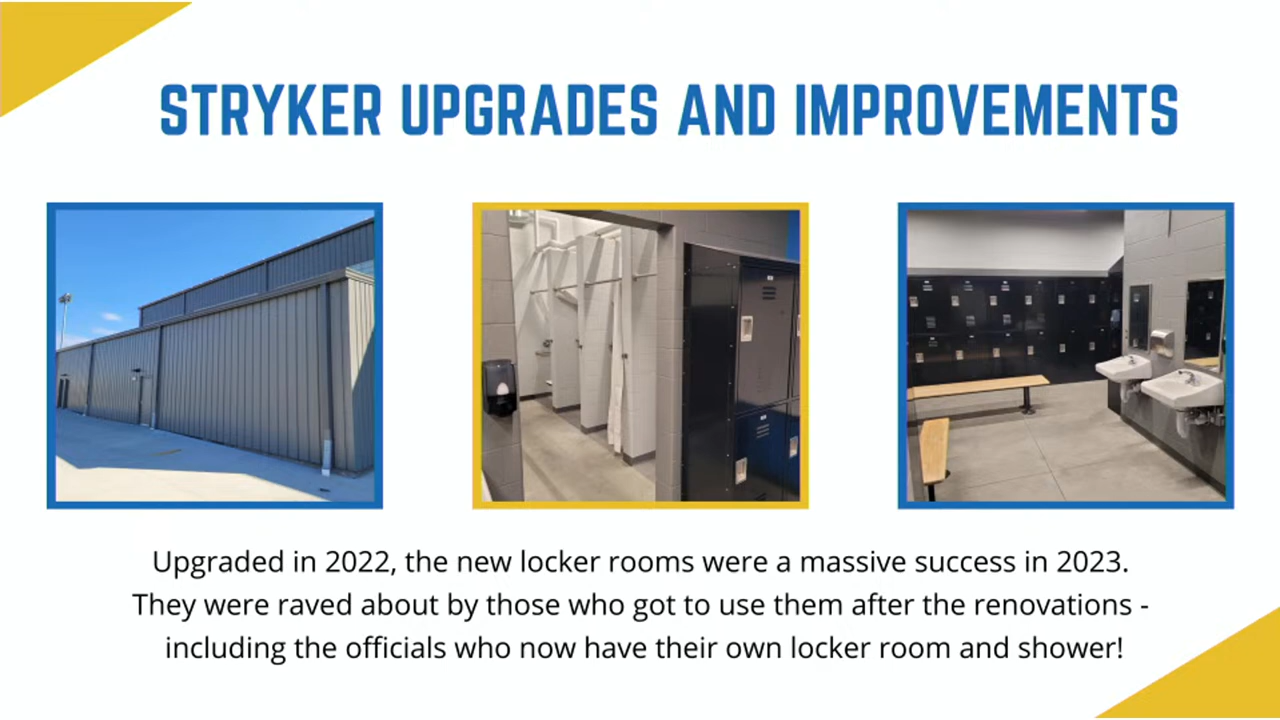 STRYKER UPGRADES AND IMPROVEMENTS
Upgraded in 2022, the new locker rooms were a massive success in 2023.
They were raved about by those who got to use them after the renovations -
including the officials who now have their own locker room and shower!